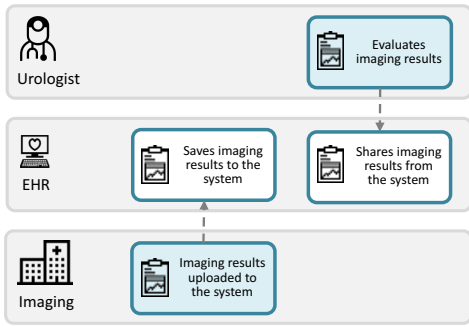 Urologist
Evaluates
imaging results
EHR
Saves imaging
results to the
system
Shares imaging
results from
the system
Imaging
Imaging results
uploaded to
the system